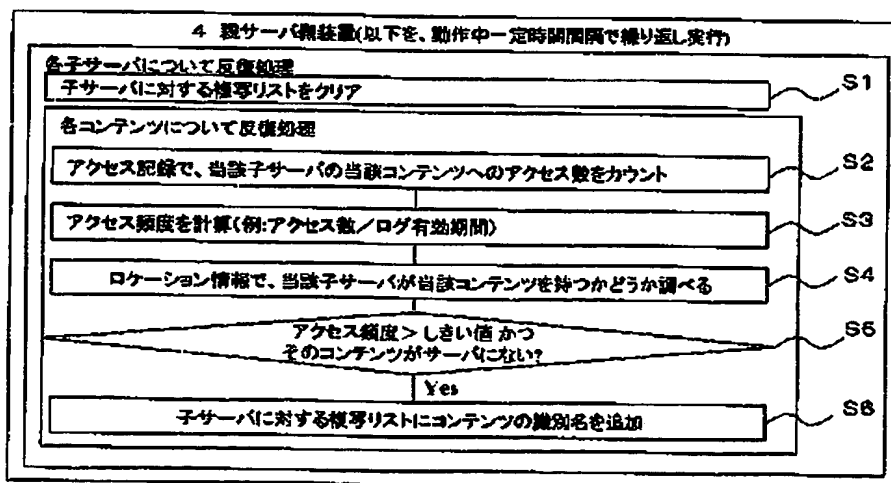 4 親サーバ側装置(以下を、動作中一定時間間隔で繰り返し実行)
各子サーバについて反復処理
子サーバに対する複写リストをクリア
S1
各コンテンツについて反復処理
アクセス記録で、当該子サーバの当該コンテンツへのアクセス数をカウント
S2
アクセス頻度を計算(例:アクセス数/ログ有効期間)
S3
ロケーション情報で、当該子サーバが当該コンテンツを持つかどうか調べる
S4
アクセス頻度>しきい値 かつ
そのコンテンツがサーバにない?
S5
Yes
子サーバに対する複写リストにコンテンツの識別名を追加
S6